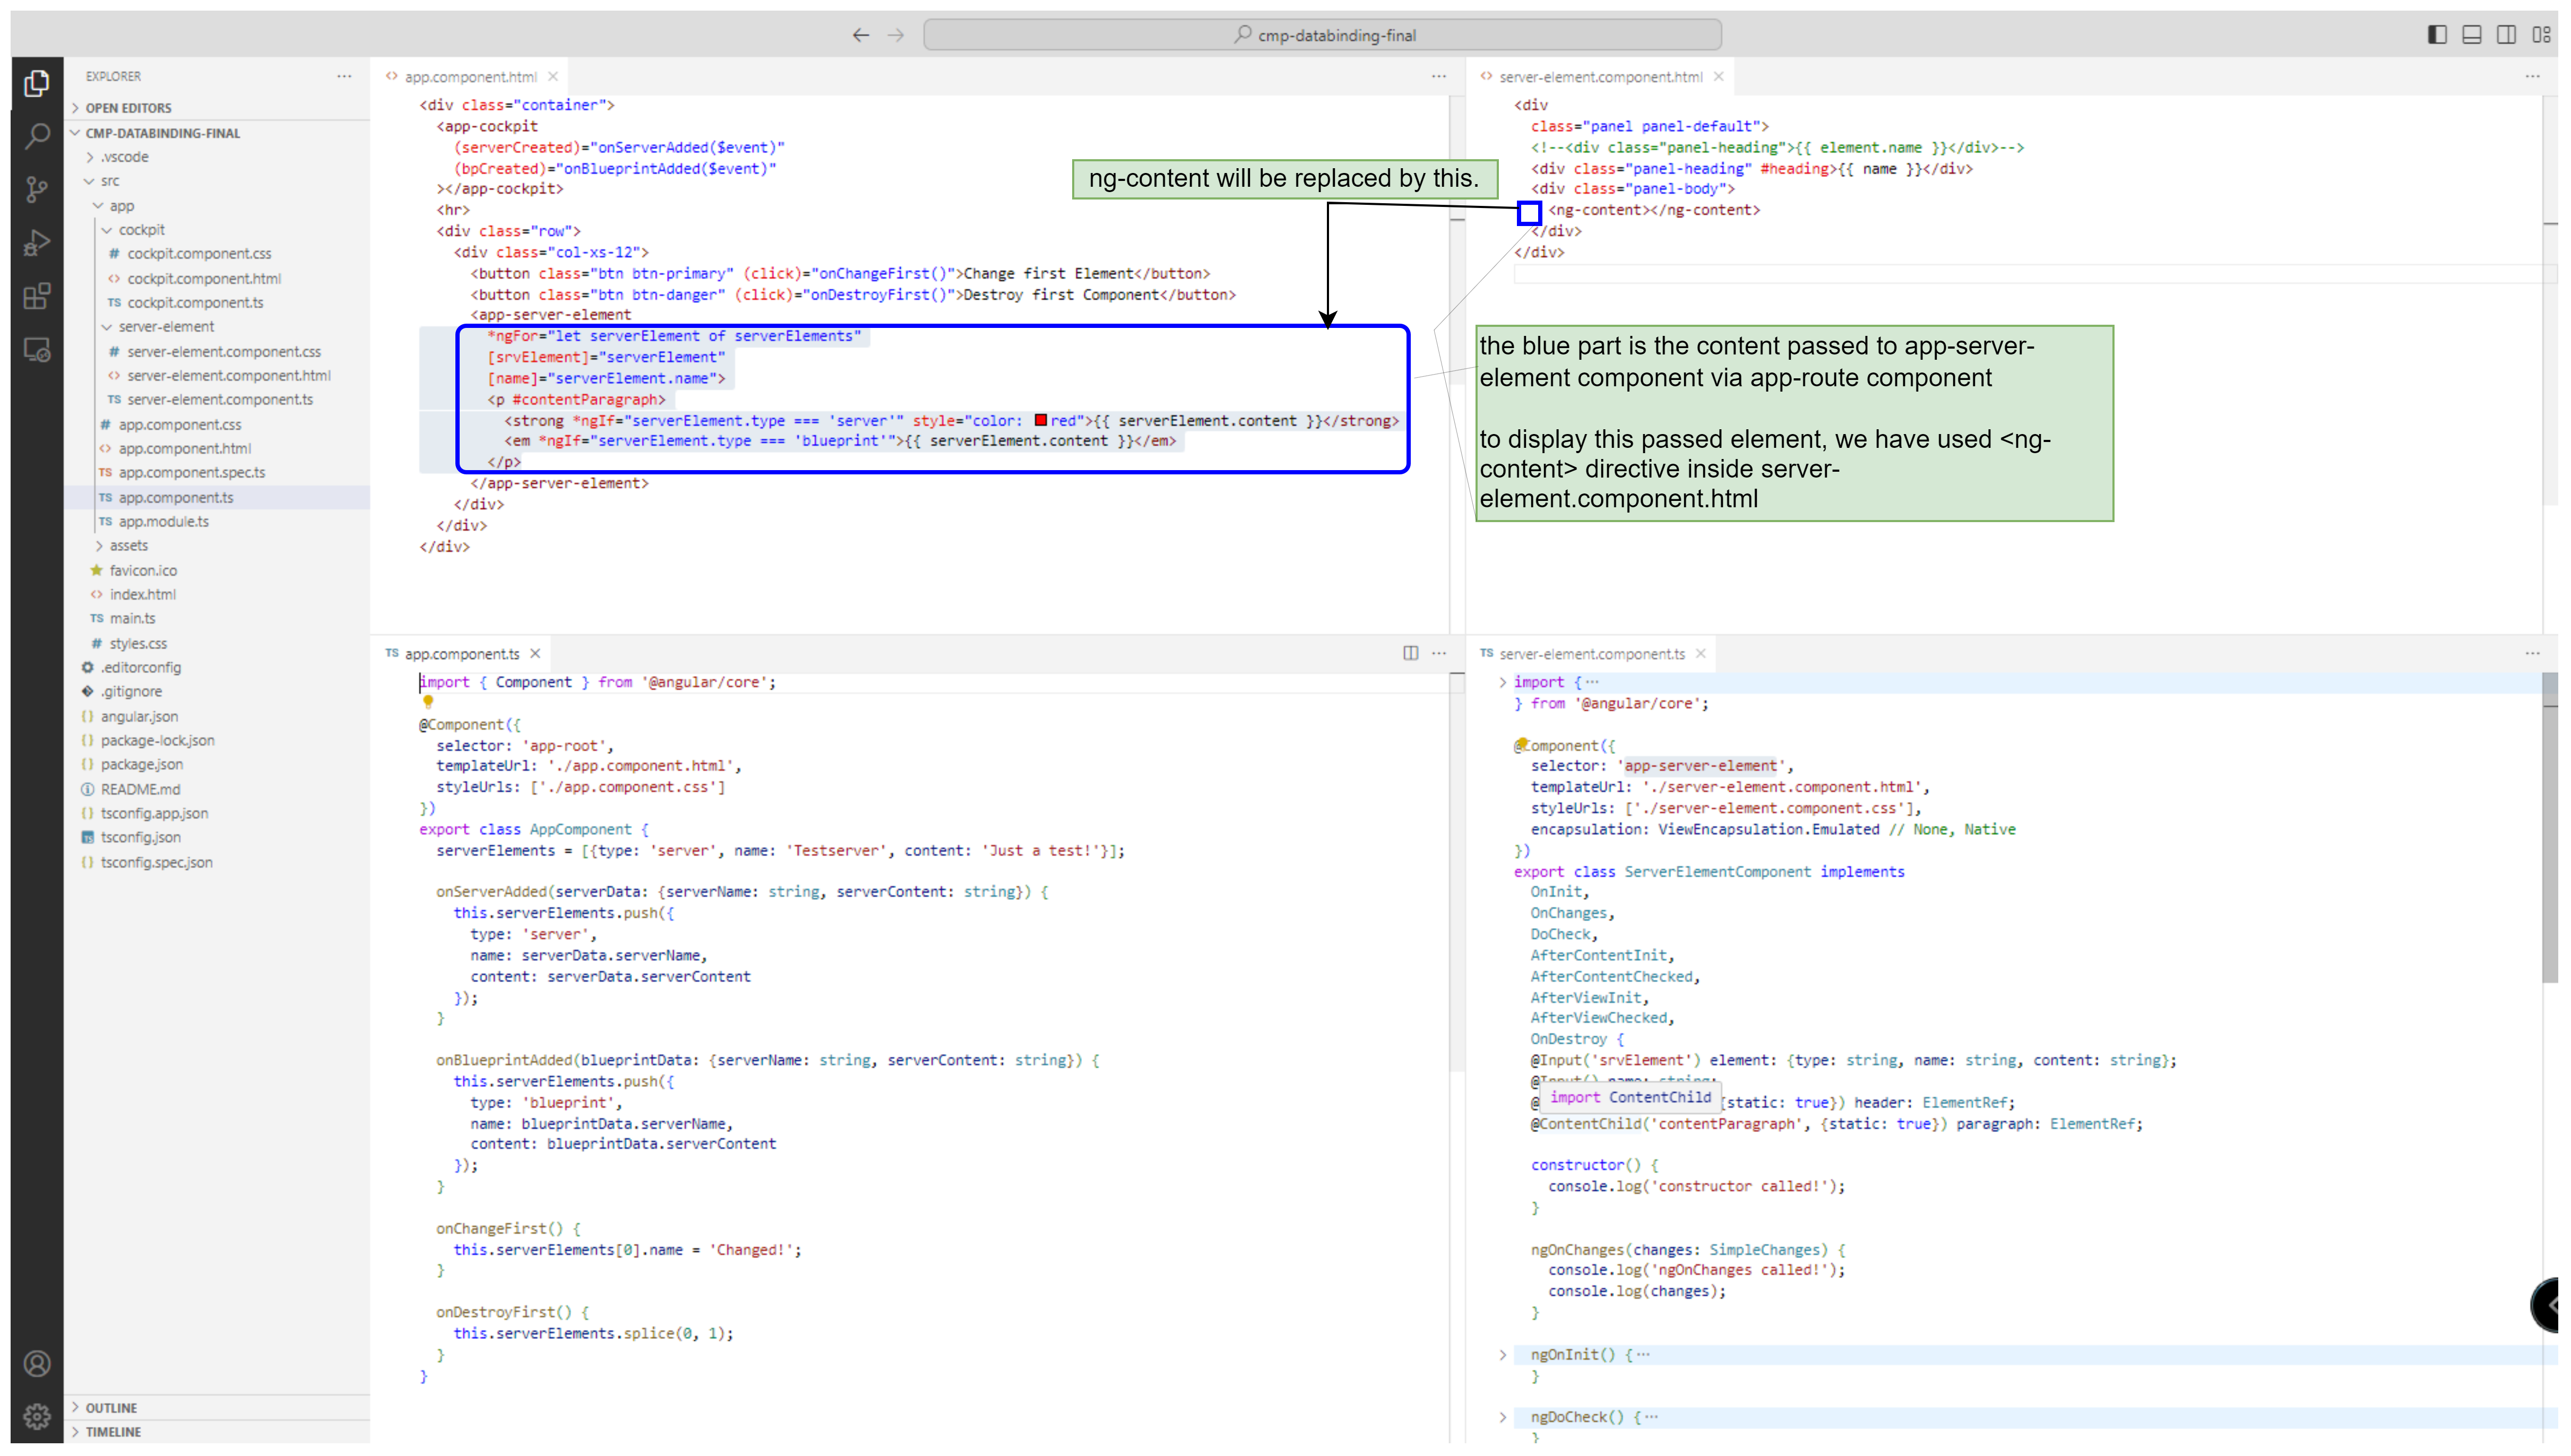 cmp-databinding-final
EXPLORER
OPEN EDITORS
CMP-DATABINDING-FINAL
.vscode
src
app
cockpit
# cockpit.component.css
<> cockpit.component.html
TS cockpit.component.ts
server-element
# server-element.component.css
<> server-element.component.html
TS server-element.component.ts
# app.component.css
<> app.component.html
TS app.component.spec.ts
TS app.component.ts
TS app.module.ts
assets
favicon.ico
<> index.html
TS main.ts
# styles.css
.editorconfig
.gitignore
{} angular.json
{} package-lock.json
{} package.json
README.md
{} tsconfig.app.json
tsconfig.json
{} tsconfig.spec.json
OUTLINE
TIMELINE
<> app.component.html
<div class="container">
<app-cockpit
(serverCreated)="onServerAdded($event)"
(bpCreated)="onBlueprintAdded($event)"
></app-cockpit>
<hr>
<div class="row">
<div class="col-xs-12">
<button class="btn btn-primary" (click)="onChangeFirst()">Change first Element</button>
<button class="btn btn-danger" (click)="onDestroyFirst()">Destroy first Component</button>
<app-server-element
*ngFor="let serverElement of serverElements"
[srvElement]="serverElement"
[name]="serverElement.name">
<p #contentParagraph>
<strong *ngIf="serverElement.type === 'server'" style="color: red">{{ serverElement.content }}</strong>
<em *ngIf="serverElement.type === 'blueprint'">{{ serverElement.content }}</em>
</p>
</app-server-element>
</div>
</div>
</div>
ng-content will be replaced by this.
<> server-element.component.html
<div
class="panel panel-default">
<!--<div class="panel-heading">{{ element.name }}</div>-->
<div class="panel-heading" #heading>{{ name }}</div>
<div class="panel-body">
<ng-content></ng-content>
</div>
</div>
the blue part is the content passed to app-server-
element component via app-route component
to display this passed element, we have used <ng-
content> directive inside server-
element.component.html
TS app.component.ts
import { Component } from '@angular/core';
@Component({
selector: 'app-root',
templateUrl: './app.component.html',
styleUrls: ['./app.component.css']
})
export class AppComponent {
serverElements = [{type: 'server', name: 'Testserver', content: 'Just a test!'}];
onServerAdded(serverData: {serverName: string, serverContent: string}) {
this.serverElements.push({
type: 'server',
name: serverData.serverName,
content: serverData.serverContent
});
}
onBlueprintAdded(blueprintData: {serverName: string, serverContent: string}) {
this.serverElements.push({
type: 'blueprint',
name: blueprintData.serverName,
content: blueprintData.serverContent
});
}
onChangeFirst() {
this.serverElements[0].name = 'Changed!';
}
onDestroyFirst() {
this.serverElements.splice(0, 1);
}
}
TS server-element.component.ts
import {···
} from '@angular/core';
@Component({
selector: 'app-server-element',
templateUrl: './server-element.component.html',
styleUrls: ['./server-element.component.css'],
encapsulation: ViewEncapsulation.Emulated // None, Native
})
export class ServerElementComponent implements
OnInit,
OnChanges,
DoCheck,
AfterContentInit,
AfterContentChecked,
AfterViewInit,
AfterViewChecked,
OnDestroy {
@Input('srvElement') element: {type: string, name: string, content: string};
@Input() name: string;
import ContentChild
@ {static: true}) header: ElementRef;
@ContentChild('contentParagraph', {static: true}) paragraph: ElementRef;
constructor() {
console.log('constructor called!');
}
ngOnChanges(changes: SimpleChanges) {
console.log('ngOnChanges called!');
console.log(changes);
}
ngOnInit() {···
}
ngDoCheck() {···
}